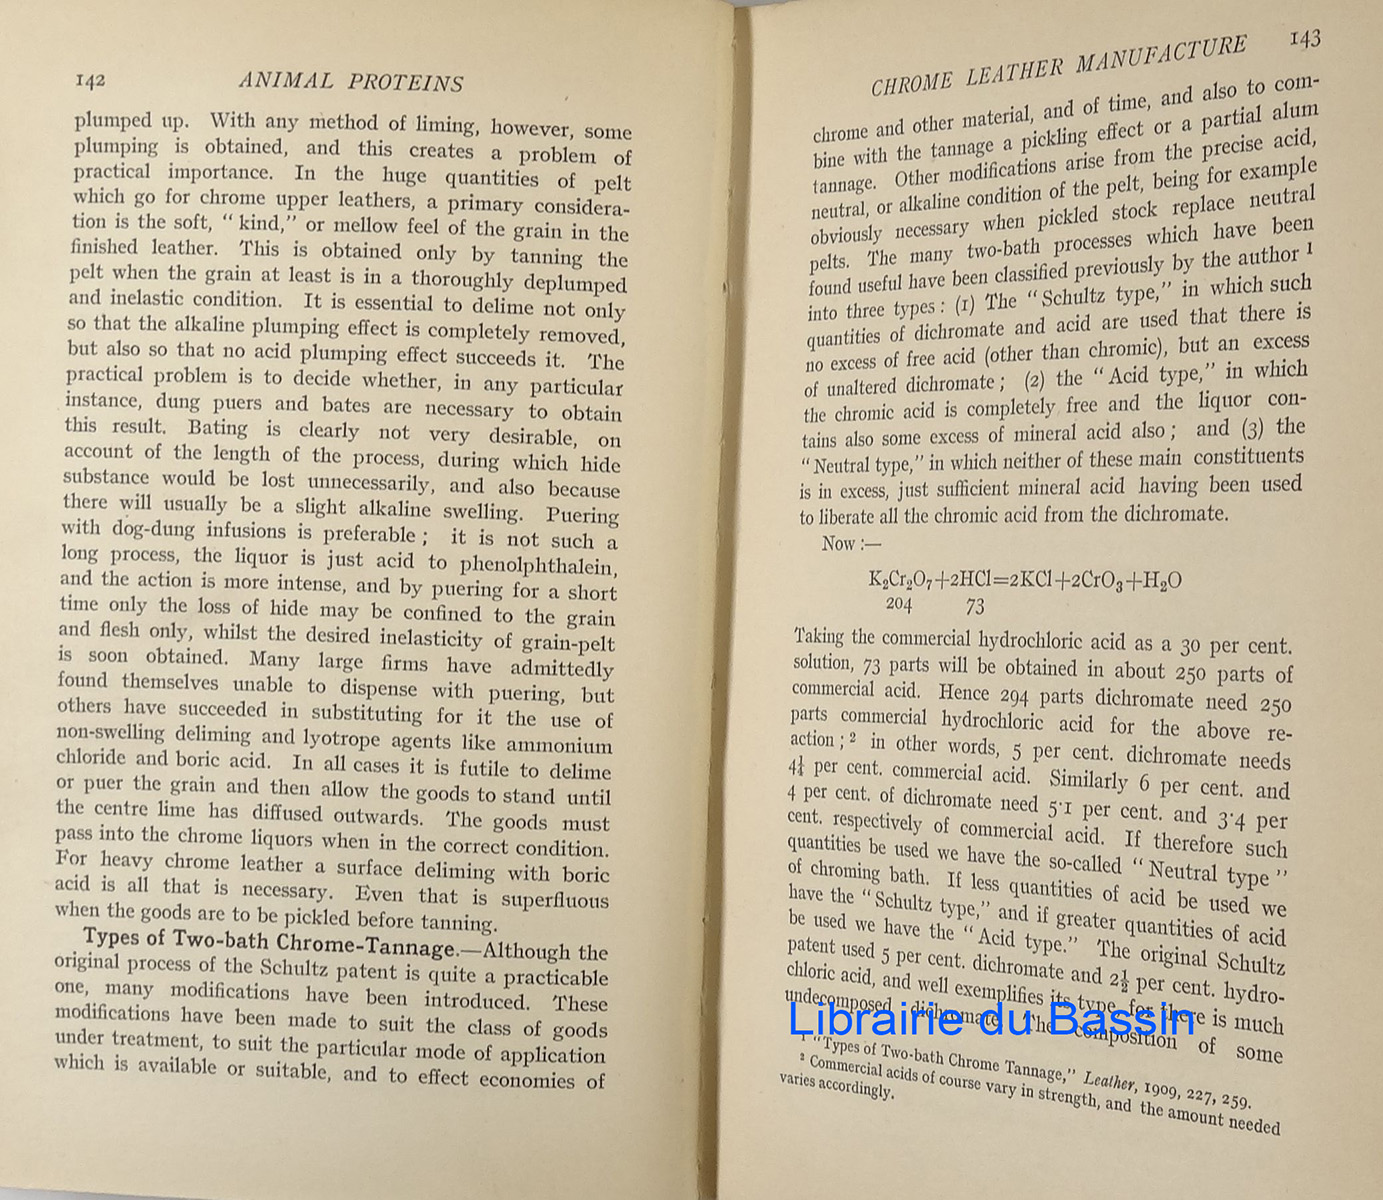 142 ANIMAL PROTEINS
plumped up. With any method of liming, however, some
plumping is obtained, and this creates a problem of
practical importance. In the huge quantities of pelt
which go for chrome upper leathers, a primary considera-
tion is the soft, “ kind,” or mellow feel of the grain in the
finished leather. This is obtained only by tanning the
pelt when the grain at least is in a thoroughly deplumped
and inelastic condition. It is essential to delime not only
so that the alkaline plumping effect is completely removed,
but also so that no acid plumping effect succeeds it. The
practical problem is to decide whether, in any particular
instance, dung puers and bates are necessary to obtain
this result. Bating is clearly not very desirable, on
account of the length of the process, during which hide
substance would be lost unnecessarily, and also because
there will usually be a slight alkaline swelling. Puering
with dog-dung infusions is preferable ; it is not such a
long process, the liquor is just acid to phenolphthalein,
and the action is more intense, and by puering for a short
time only the loss of hide may be confined to the grain
and flesh only, whilst the desired inelasticity of grain-pelt
is soon obtained. Many large firms have admittedly
found themselves unable to dispense with puering, but
others have succeeded in substituting for it the use of
non-swelling deliming and lyotrope agents like ammonium
chloride and boric acid. In all cases it is futile to delime
or puer the grain and then allow the goods to stand until
the centre lime has diffused outwards. The goods must
pass into the chrome liquors when in the correct condition.
For heavy chrome leather a surface deliming with boric
acid is all that is necessary. Even that is superfluous
when the goods are to be pickled before tanning.
Types of Two-bath Chrome-Tannage.—Although the
original process of the Schultz patent is quite a practicable
one, many modifications have been introduced. These
modifications have been made to suit the class of goods
under treatment, to suit the particular mode of application
which is available or suitable, and to effect economies of
CHROME LEATHER MANUFACTURE 143
chrome and other material, and of time, and also to com-
bine with the tannage a pickling effect or a partial alum
tannage. Other modifications arise from the precise acid,
neutral, or alkaline condition of the pelt, being for example
obviously necessary when pickled stock replace neutral
pelts. The many two-bath processes which have been
found useful have been classified previously by the author 1
into three types : (1) The “ Schultz type,” in which such
quantities of dichromate and acid are used that there is
no excess of free acid (other than chromic), but an excess
of unaltered dichromate ; (2) the “ Acid type,” in which
the chromic acid is completely free and the liquor con-
tains also some excess of mineral acid also ; and (3) the
“ Neutral type,” in which neither of these main constituents
is in excess, just sufficient mineral acid having been used
to liberate all the chromic acid from the dichromate.
Now :—
K₂Cr₂O₇+2HCl=2KCl+2CrO₃+H₂O
204 73
Taking the commercial hydrochloric acid as a 30 per cent.
solution, 73 parts will be obtained in about 250 parts of
commercial acid. Hence 294 parts dichromate need 250
parts commercial hydrochloric acid for the above re-
action ; 2 in other words, 5 per cent. dichromate needs
4¼ per cent. commercial acid. Similarly 6 per cent. and
4 per cent. of dichromate need 5·1 per cent. and 3·4 per
cent. respectively of commercial acid. If therefore such
quantities be used we have the so-called “ Neutral type ”
of chroming bath. If less quantities of acid be used we
have the “ Schultz type,” and if greater quantities of acid
be used we have the “ Acid type.” The original Schultz
patent used 5 per cent. dichromate and 2½ per cent. hydro-
chloric acid, and well exemplifies its type, for there is much
undecomposed dichromate. The composition of some
Librairie du Bassin
1 “ Types of Two-bath Chrome Tannage,” Leather, 1909, 227, 259.
2 Commercial acids of course vary in strength, and the amount needed
varies accordingly.